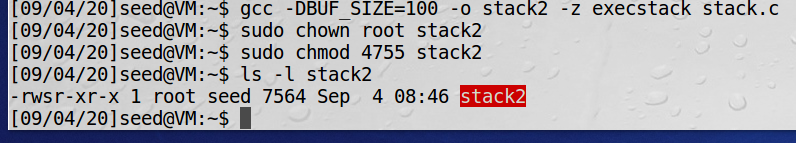 [09/04/20]seed@VM:~$ gcc -DBUF_SIZE=100 -o stack2 -z execstack stack.c
[09/04/20]seed@VM:~$ sudo chown root stack2
[09/04/20]seed@VM:~$ sudo chmod 4755 stack2
[09/04/20]seed@VM:~$ ls -l stack2
-rwsr-xr-x 1 root seed 7564 Sep  4 08:46 stack2
[09/04/20]seed@VM:~$